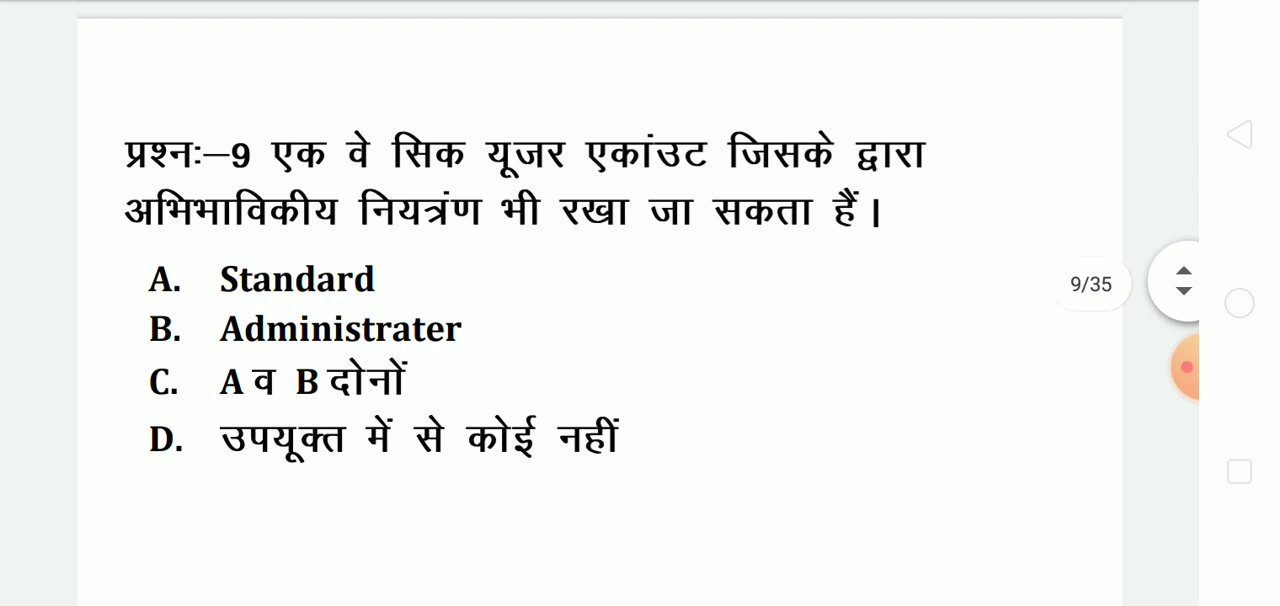 प्रश्नः–9 एक वे सिक यूजर एकांउट जिसके द्वारा
अभिभाविकीय नियत्रंण भी रखा जा सकता हैं।
A. Standard
B. Administrater
C. A व B दोनों
D. उपयूक्त में से कोई नहीं
9/35